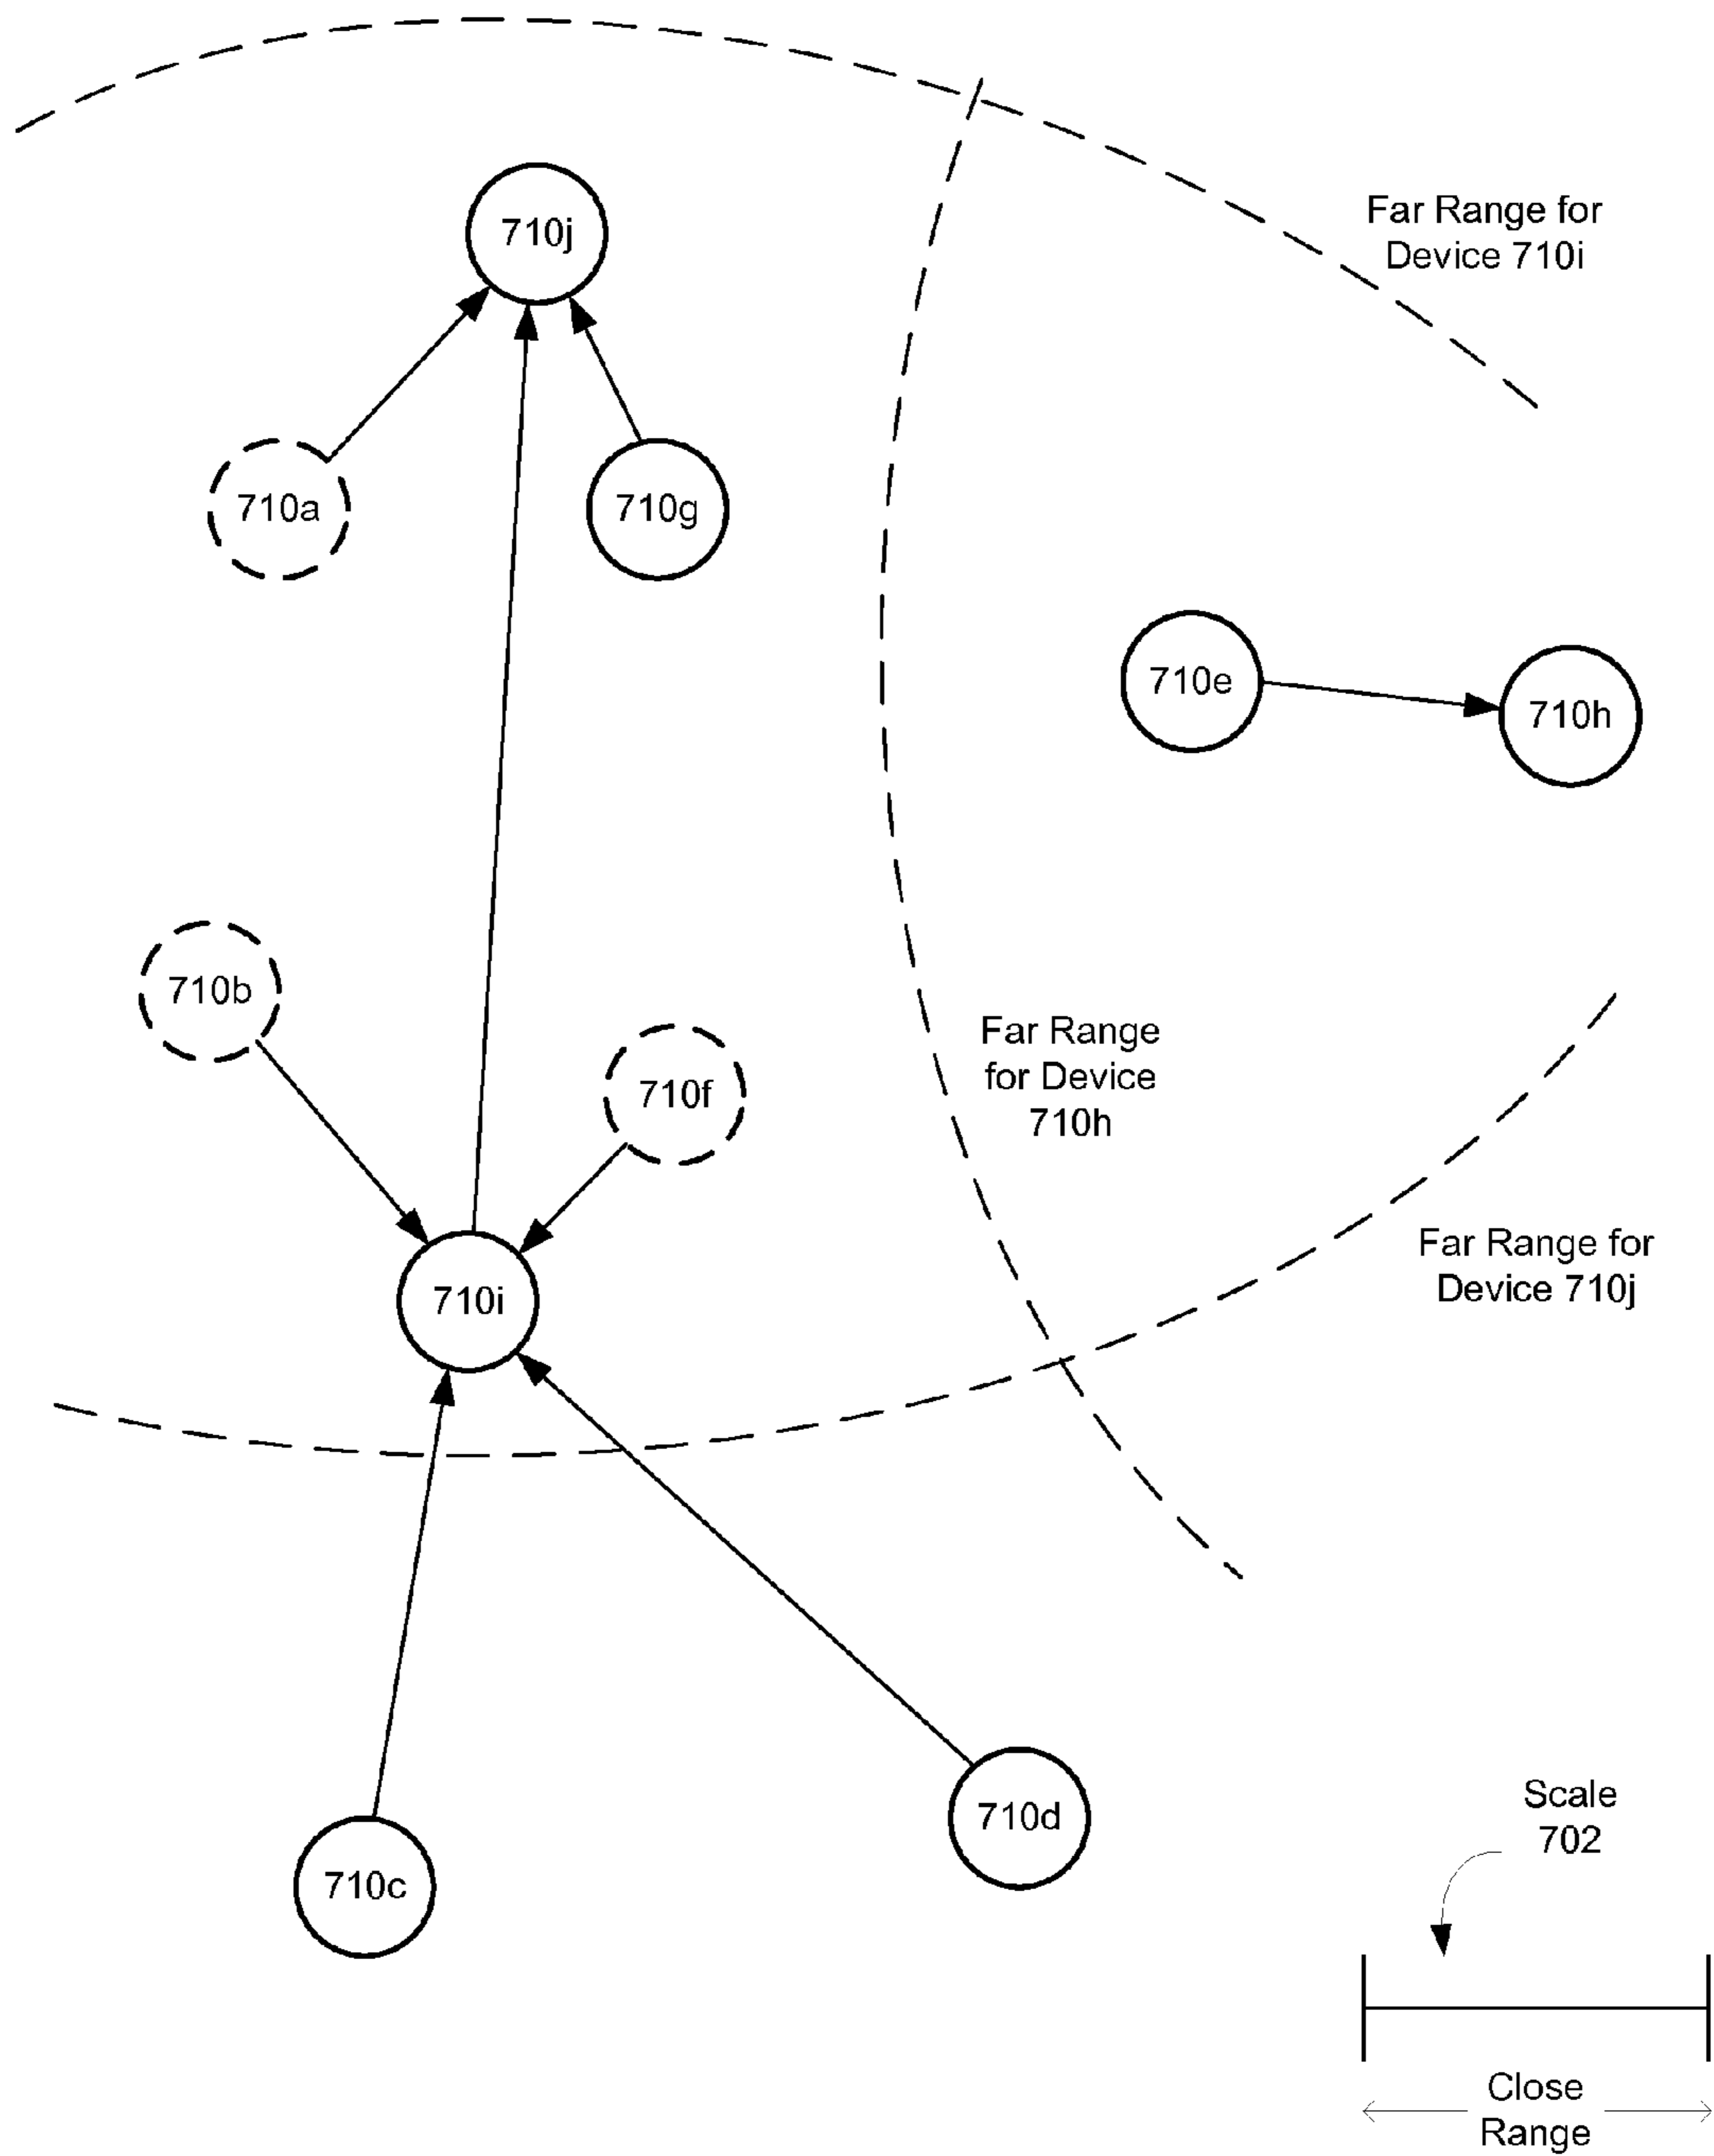 Far Range for
Device 710i
710j
710a
710g
710e
710h
710b
710f
Far Range
for Device
710h
Far Range for
Device 710j
710i
710d
710c
Scale
702
Close
Range